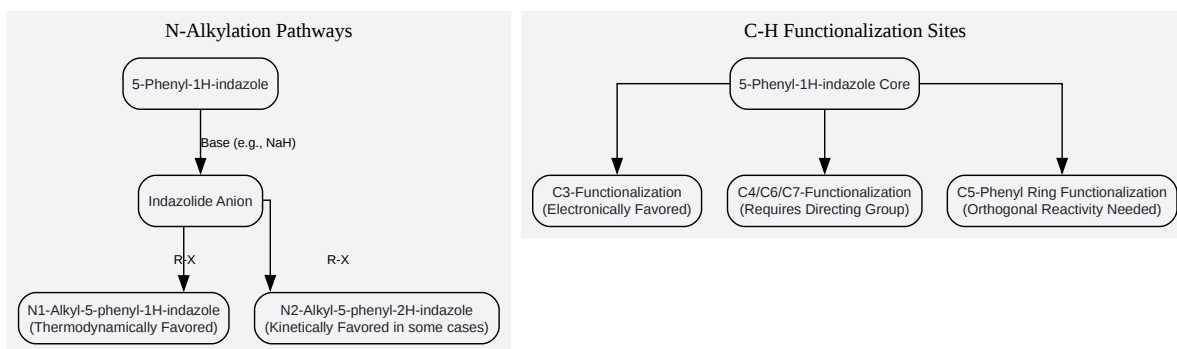 N-Alkylation Pathways
5-Phenyl-1H-indazole
Base (e.g., NaH)
Indazolide Anion
R-X
R-X
N1-Alkyl-5-phenyl-1H-indazole
(Thermodynamically Favored)
N2-Alkyl-5-phenyl-2H-indazole
(Kinetically Favored in some cases)
C-H Functionalization Sites
5-Phenyl-1H-indazole Core
C3-Functionalization
(Electronically Favored)
C4/C6/C7-Functionalization
(Requires Directing Group)
C5-Phenyl Ring Functionalization
(Orthogonal Reactivity Needed)